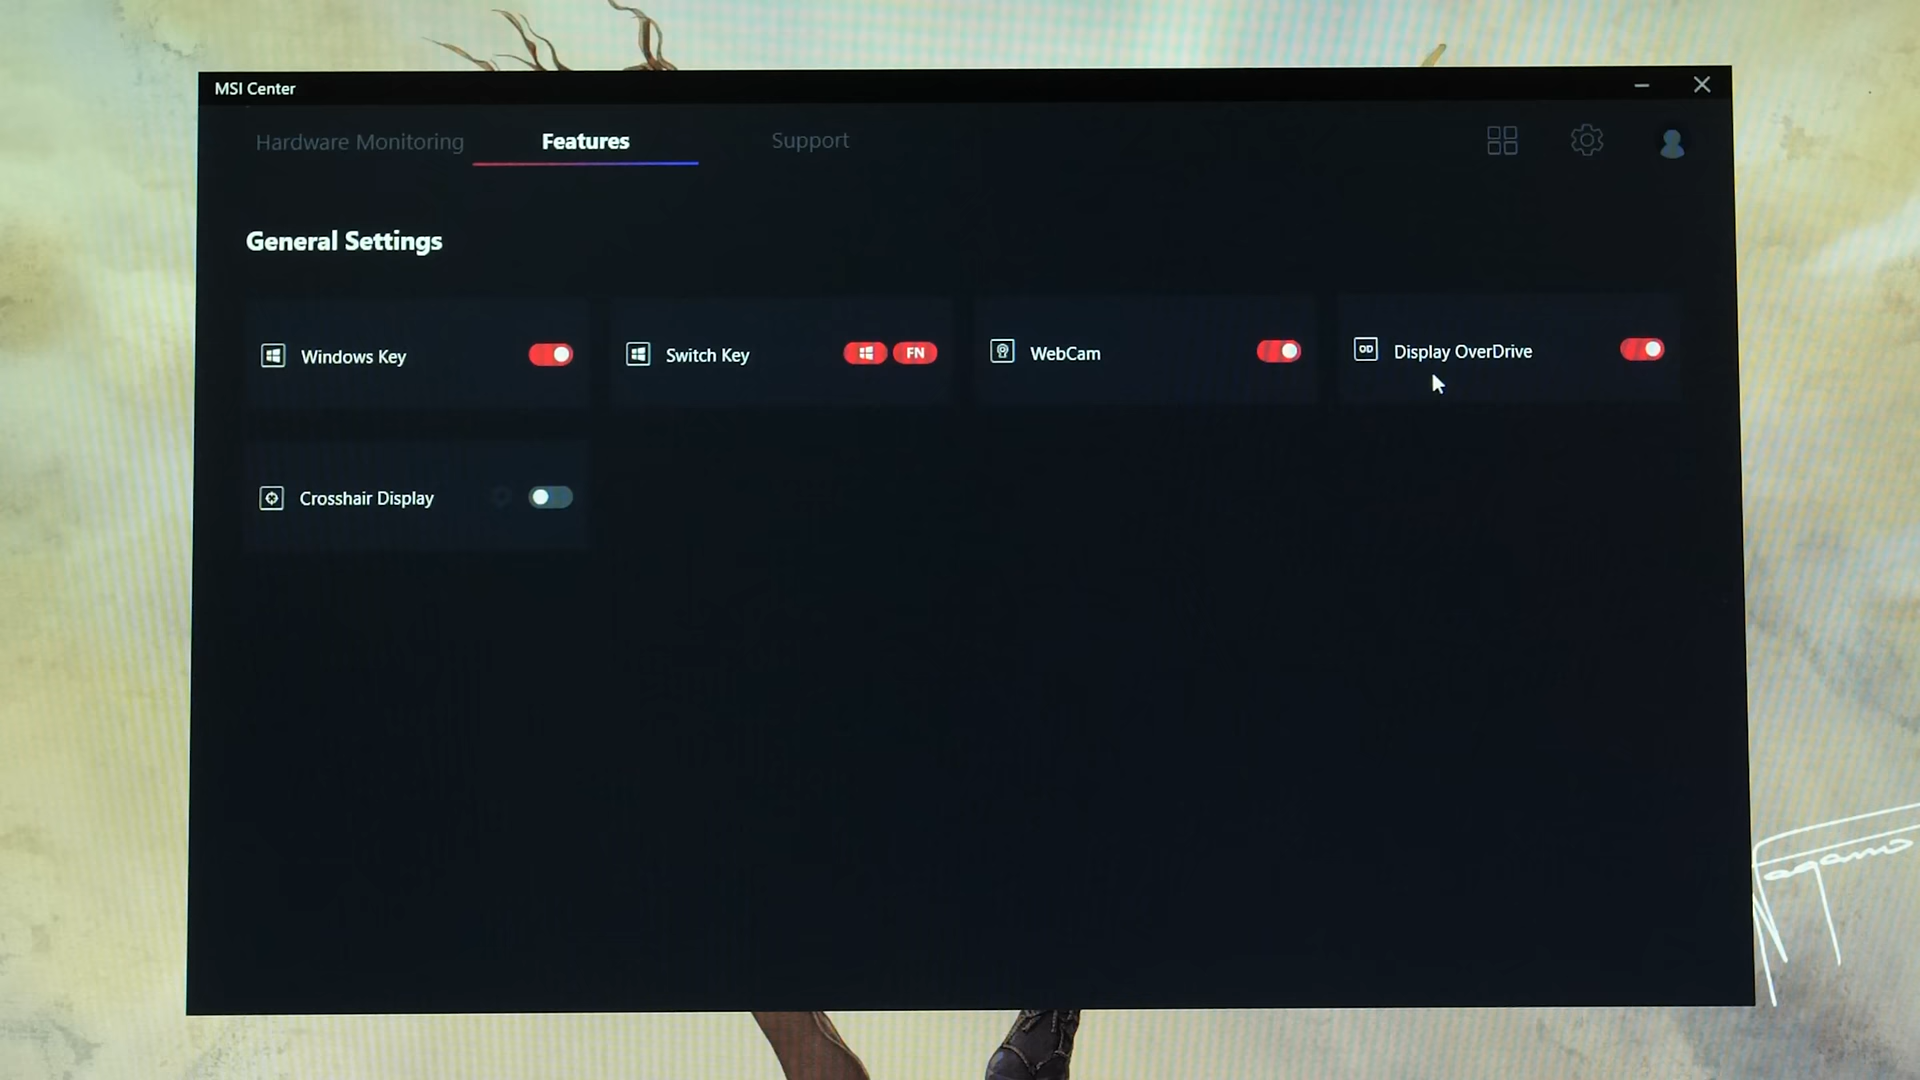 MSI Center
Hardware Monitoring Features Support
General Settings
Windows Key
Switch Key FN
WebCam
OD Display OverDrive
Crosshair Display